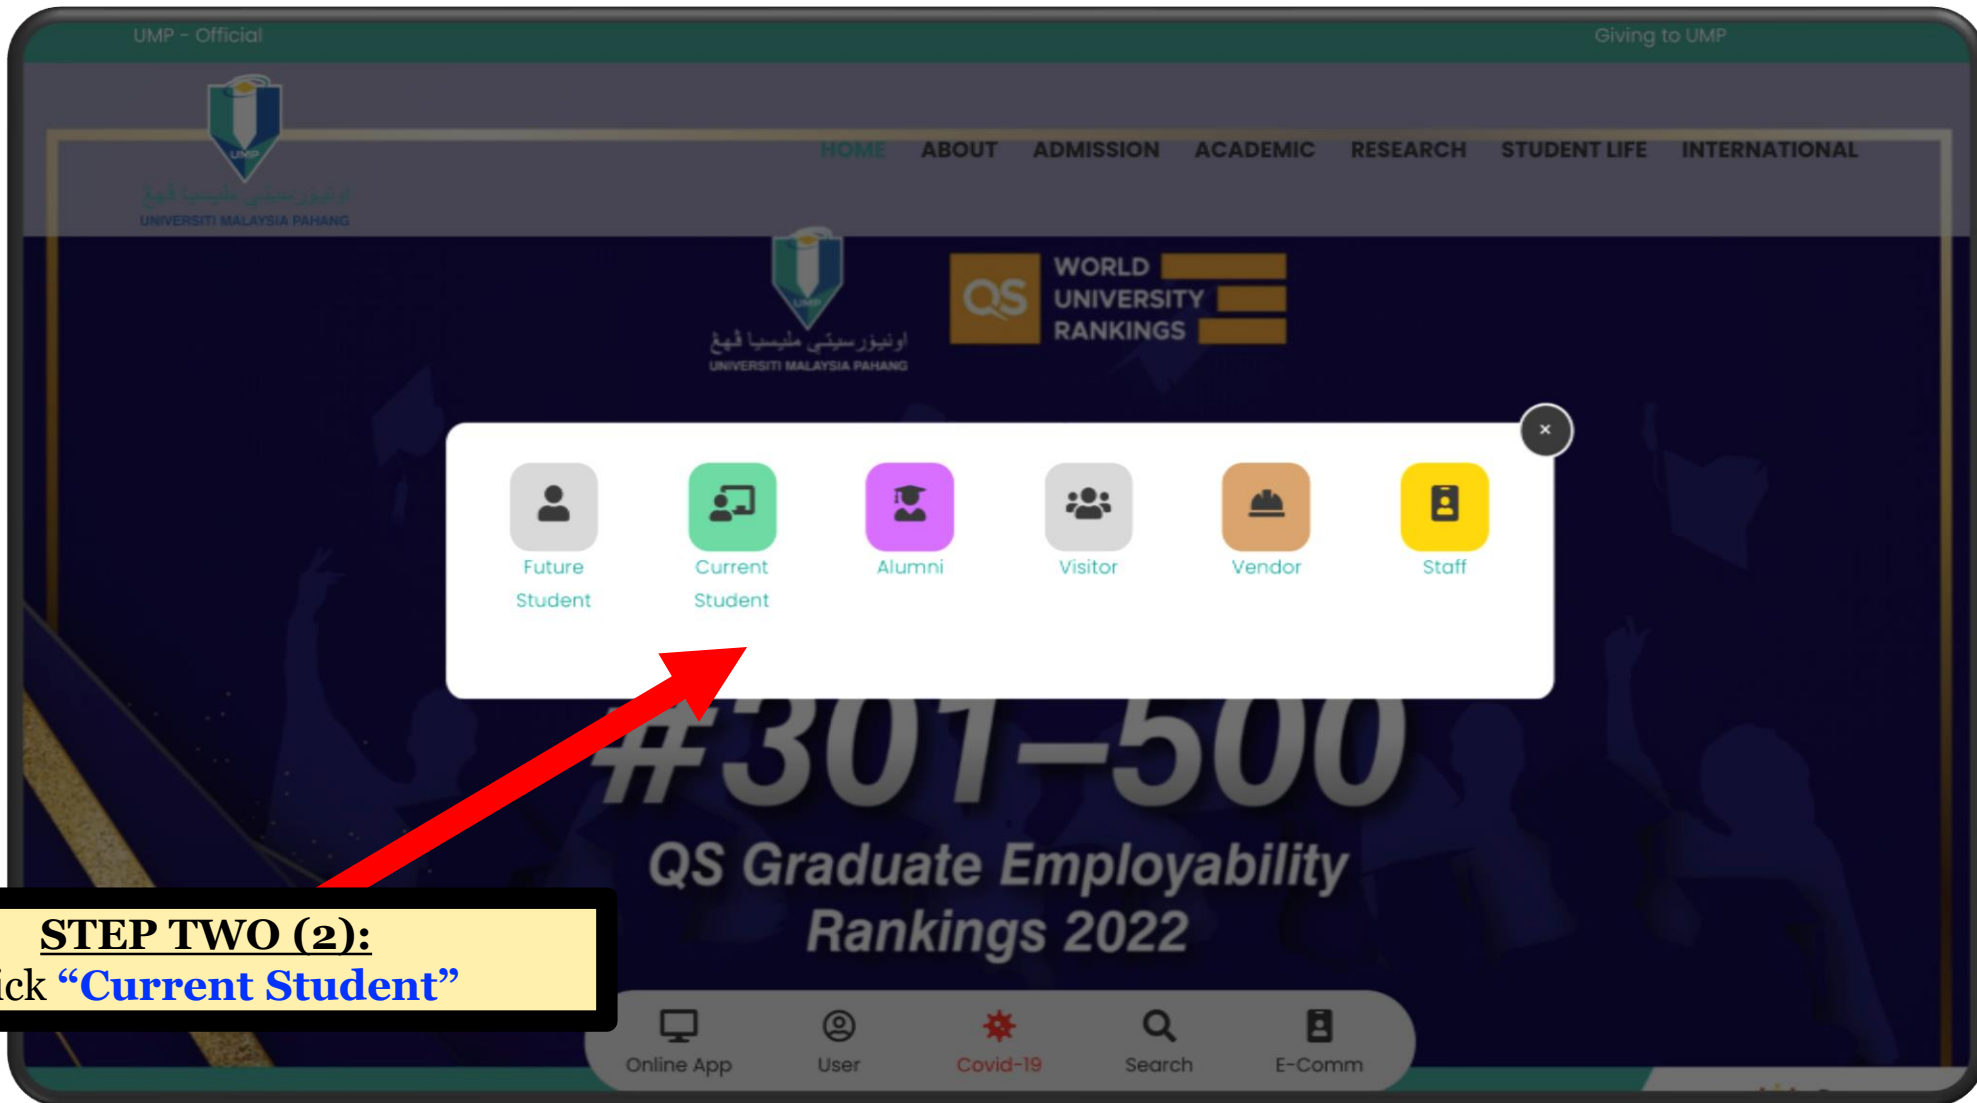 UMP - Official
Giving to UMP
UMP
اونيۏرسيتي مليسيا ڤهڠ
UNIVERSITI MALAYSIA PAHANG
HOME ABOUT ADMISSION ACADEMIC RESEARCH STUDENT LIFE INTERNATIONAL
UMP
اونيۏرسيتي مليسيا ڤهڠ
UNIVERSITI MALAYSIA PAHANG
QS
WORLD
UNIVERSITY
RANKINGS
×
Future
Student
Current
Student
Alumni
Visitor
Vendor
Staff
#301–500
QS Graduate Employability
Rankings 2022
STEP TWO (2):
ick “Current Student”
Online App
User
Covid-19
Search
E-Comm